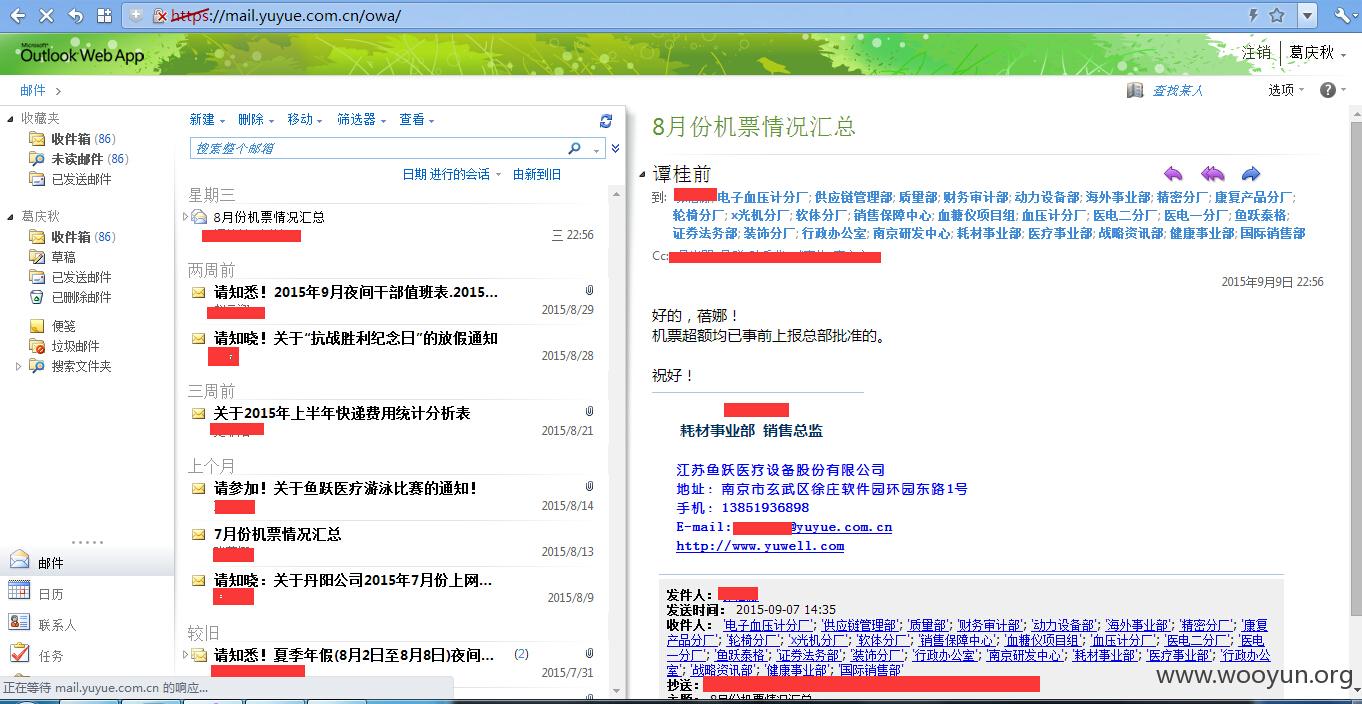 https://mail.yuyue.com.cn/owa/
Microsoft
Outlook Web App
注销 葛庆秋
邮件
查找某人 选项
收藏夹
收件箱 (86)
未读邮件 (86)
已发送邮件
葛庆秋
收件箱 (86)
草稿
已发送邮件
已删除邮件
便笺
垃圾邮件
搜索文件夹
邮件
日历
联系人
任务
正在等待 mail.yuyue.com.cn 的响应...
新建 删除 移动 筛选器 查看
搜索整个邮箱
日期 进行的会话 由新到旧
星期三
8月份机票情况汇总
三 22:56
两周前
请知悉！2015年9月夜间干部值班表.2015...
2015/8/29
请知晓！关于“抗战胜利纪念日”的放假通知
2015/8/28
三周前
关于2015年上半年快递费用统计分析表
2015/8/21
上个月
请参加！关于鱼跃医疗游泳比赛的通知！
2015/8/14
7月份机票情况汇总
2015/8/13
请知晓：关于丹阳公司2015年7月份上网...
2015/8/9
较旧
请知悉！夏季年假(8月2日至8月8日)夜间... (2)
2015/7/31
8月份机票情况汇总
谭桂前
到: 电子血压计分厂; 供应链管理部; 质量部; 财务审计部; 动力设备部; 海外事业部; 精密分厂; 康复产品分厂;
轮椅分厂; x光机分厂; 软体分厂; 销售保障中心; 血糖仪项目组; 血压计分厂; 医电二分厂; 医电一分厂; 鱼跃泰格;
证券法务部; 装饰分厂; 行政办公室; 南京研发中心; 耗材事业部; 医疗事业部; 战略资讯部; 健康事业部; 国际销售部
Cc:
2015年9月9日 22:56
好的，蓓娜！
机票超额均已事前上报总部批准的。
祝好！
耗材事业部 销售总监
江苏鱼跃医疗设备股份有限公司
地址：南京市玄武区徐庄软件园环园东路1号
手机：13851936898
E-mail: @yuyue.com.cn
http://www.yuwell.com
发件人：
发送时间： 2015-09-07 14:35
收件人： '电子血压计分厂'; '供应链管理部'; '质量部'; '财务审计部'; '动力设备部'; '海外事业部'; '精密分厂'; '康复
产品分厂'; '轮椅分厂'; 'x光机分厂'; '软体分厂'; '销售保障中心'; '血糖仪项目组'; '血压计分厂'; '医电二分厂'; '医电
一分厂'; '鱼跃泰格'; '证券法务部'; '装饰分厂'; '行政办公室'; '南京研发中心'; '耗材事业部'; '医疗事业部'; '行政办公
室'; '战略资讯部'; '健康事业部'; '国际销售部'
抄送：
主题： 8月份机票情况汇总
www.wooyun.org